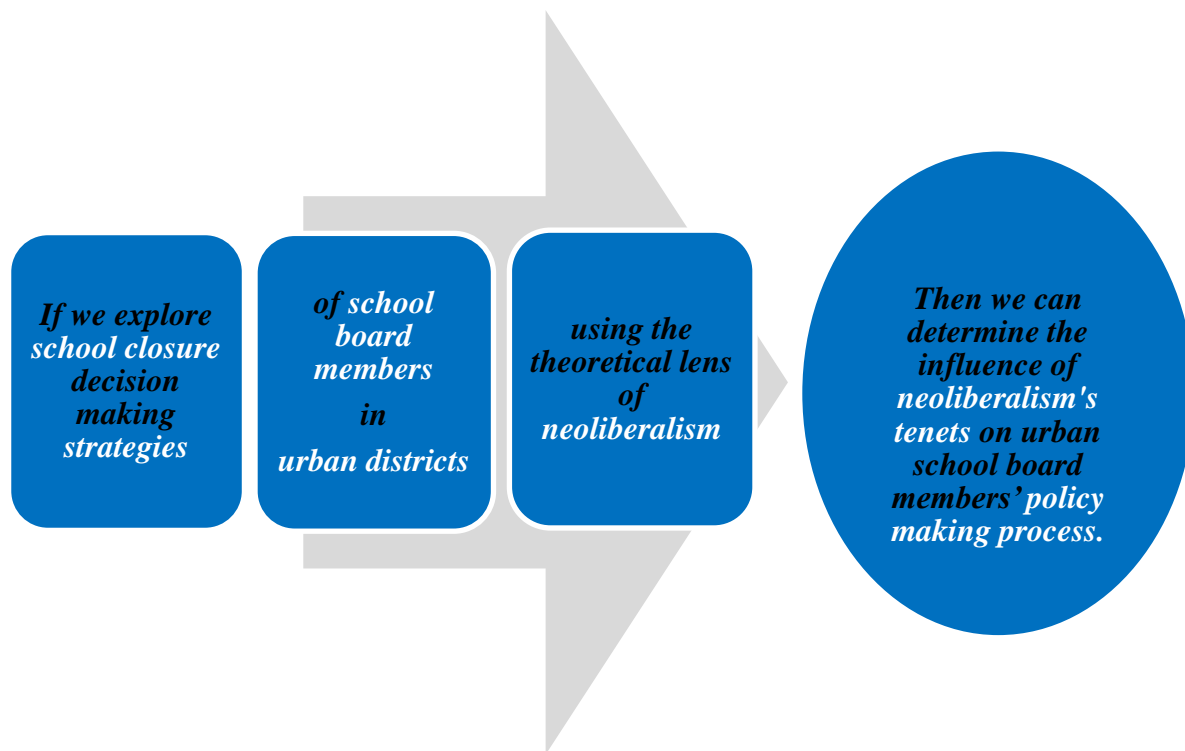 If we explore
school closure
decision
making
strategies
of school
board
members
in
urban districts
using the
theoretical lens
of
neoliberalism
Then we can
determine the
influence of
neoliberalism's
tenets on urban
school board
members’ policy
making process.